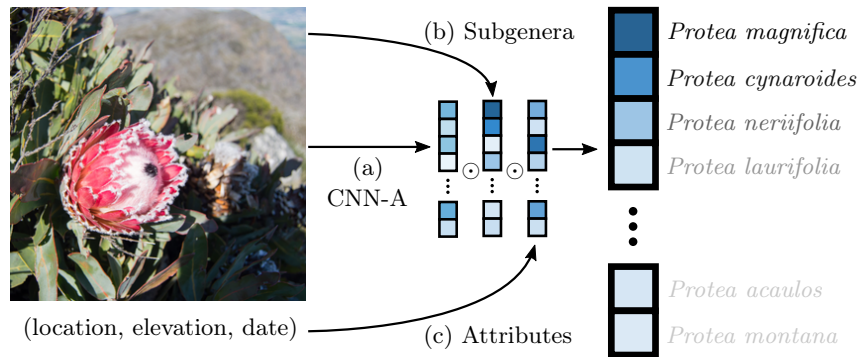 (b) Subgenera
(a)
CNN-A
(c) Attributes
(location, elevation, date)
Protea magnifica
Protea cynaroides
Protea neriifolia
Protea laurifolia
Protea acaulos
Protea montana